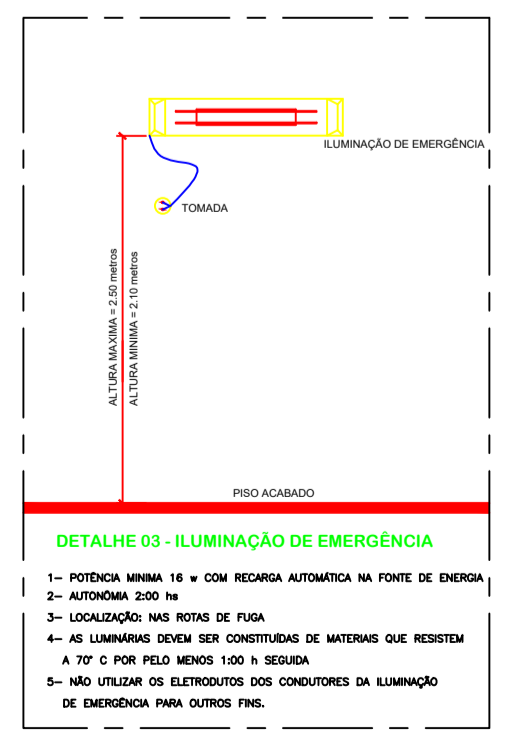 ILUMINAÇÃO DE EMERGÊNCIA
TOMADA
ALTURA MAXIMA = 2.50 metros
ALTURA MINIMA = 2.10 metros
PISO ACABADO
DETALHE 03 - ILUMINAÇÃO DE EMERGÊNCIA
1- POTÊNCIA MINIMA 16 w COM RECARGA AUTOMÁTICA NA FONTE DE ENERGIA
2- AUTONÔMIA 2:00 hs
3- LOCALIZAÇÃO: NAS ROTAS DE FUGA
4- AS LUMINÁRIAS DEVEM SER CONSTITUÍDAS DE MATERIAIS QUE RESISTEM
A 70° C POR PELO MENOS 1:00 h SEGUIDA
5- NÃO UTILIZAR OS ELETRODUTOS DOS CONDUTORES DA ILUMINAÇÃO
DE EMERGÊNCIA PARA OUTROS FINS.